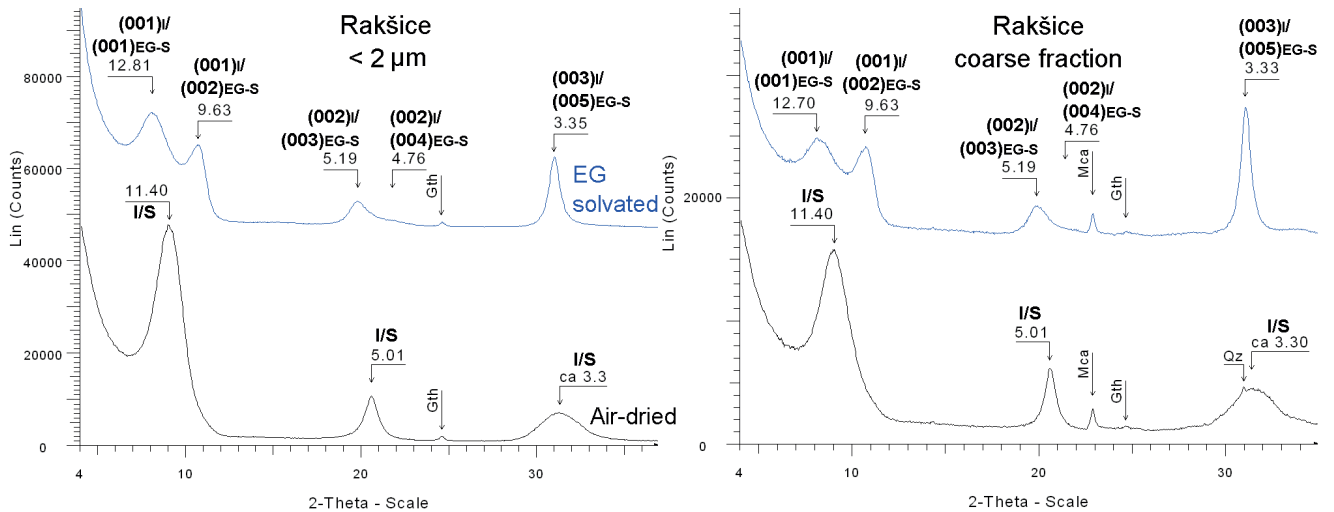 Rakšice
< 2 µm
(001)I/
(001)EG-S
12.81
(001)I/
(002)EG-S
9.63
(002)I/
(003)EG-S
5.19
(002)I/
(004)EG-S
4.76
Gth
(003)I/
(005)EG-S
3.35
EG
solvated
11.40
I/S
I/S
5.01
Gth
I/S
ca 3.3
Air-dried
Lin (Counts)
80000
60000
40000
20000
0
4
10
20
30
2-Theta - Scale
Rakšice
coarse fraction
(001)I/
(001)EG-S
12.70
(001)I/
(002)EG-S
9.63
(002)I/
(003)EG-S
5.19
(002)I/
(004)EG-S
4.76
Mca
Gth
(003)I/
(005)EG-S
3.33
I/S
11.40
I/S
5.01
Mca
Gth
Qz
I/S
ca 3.30
Lin (Counts)
20000
0
4
10
20
30
2-Theta - Scale